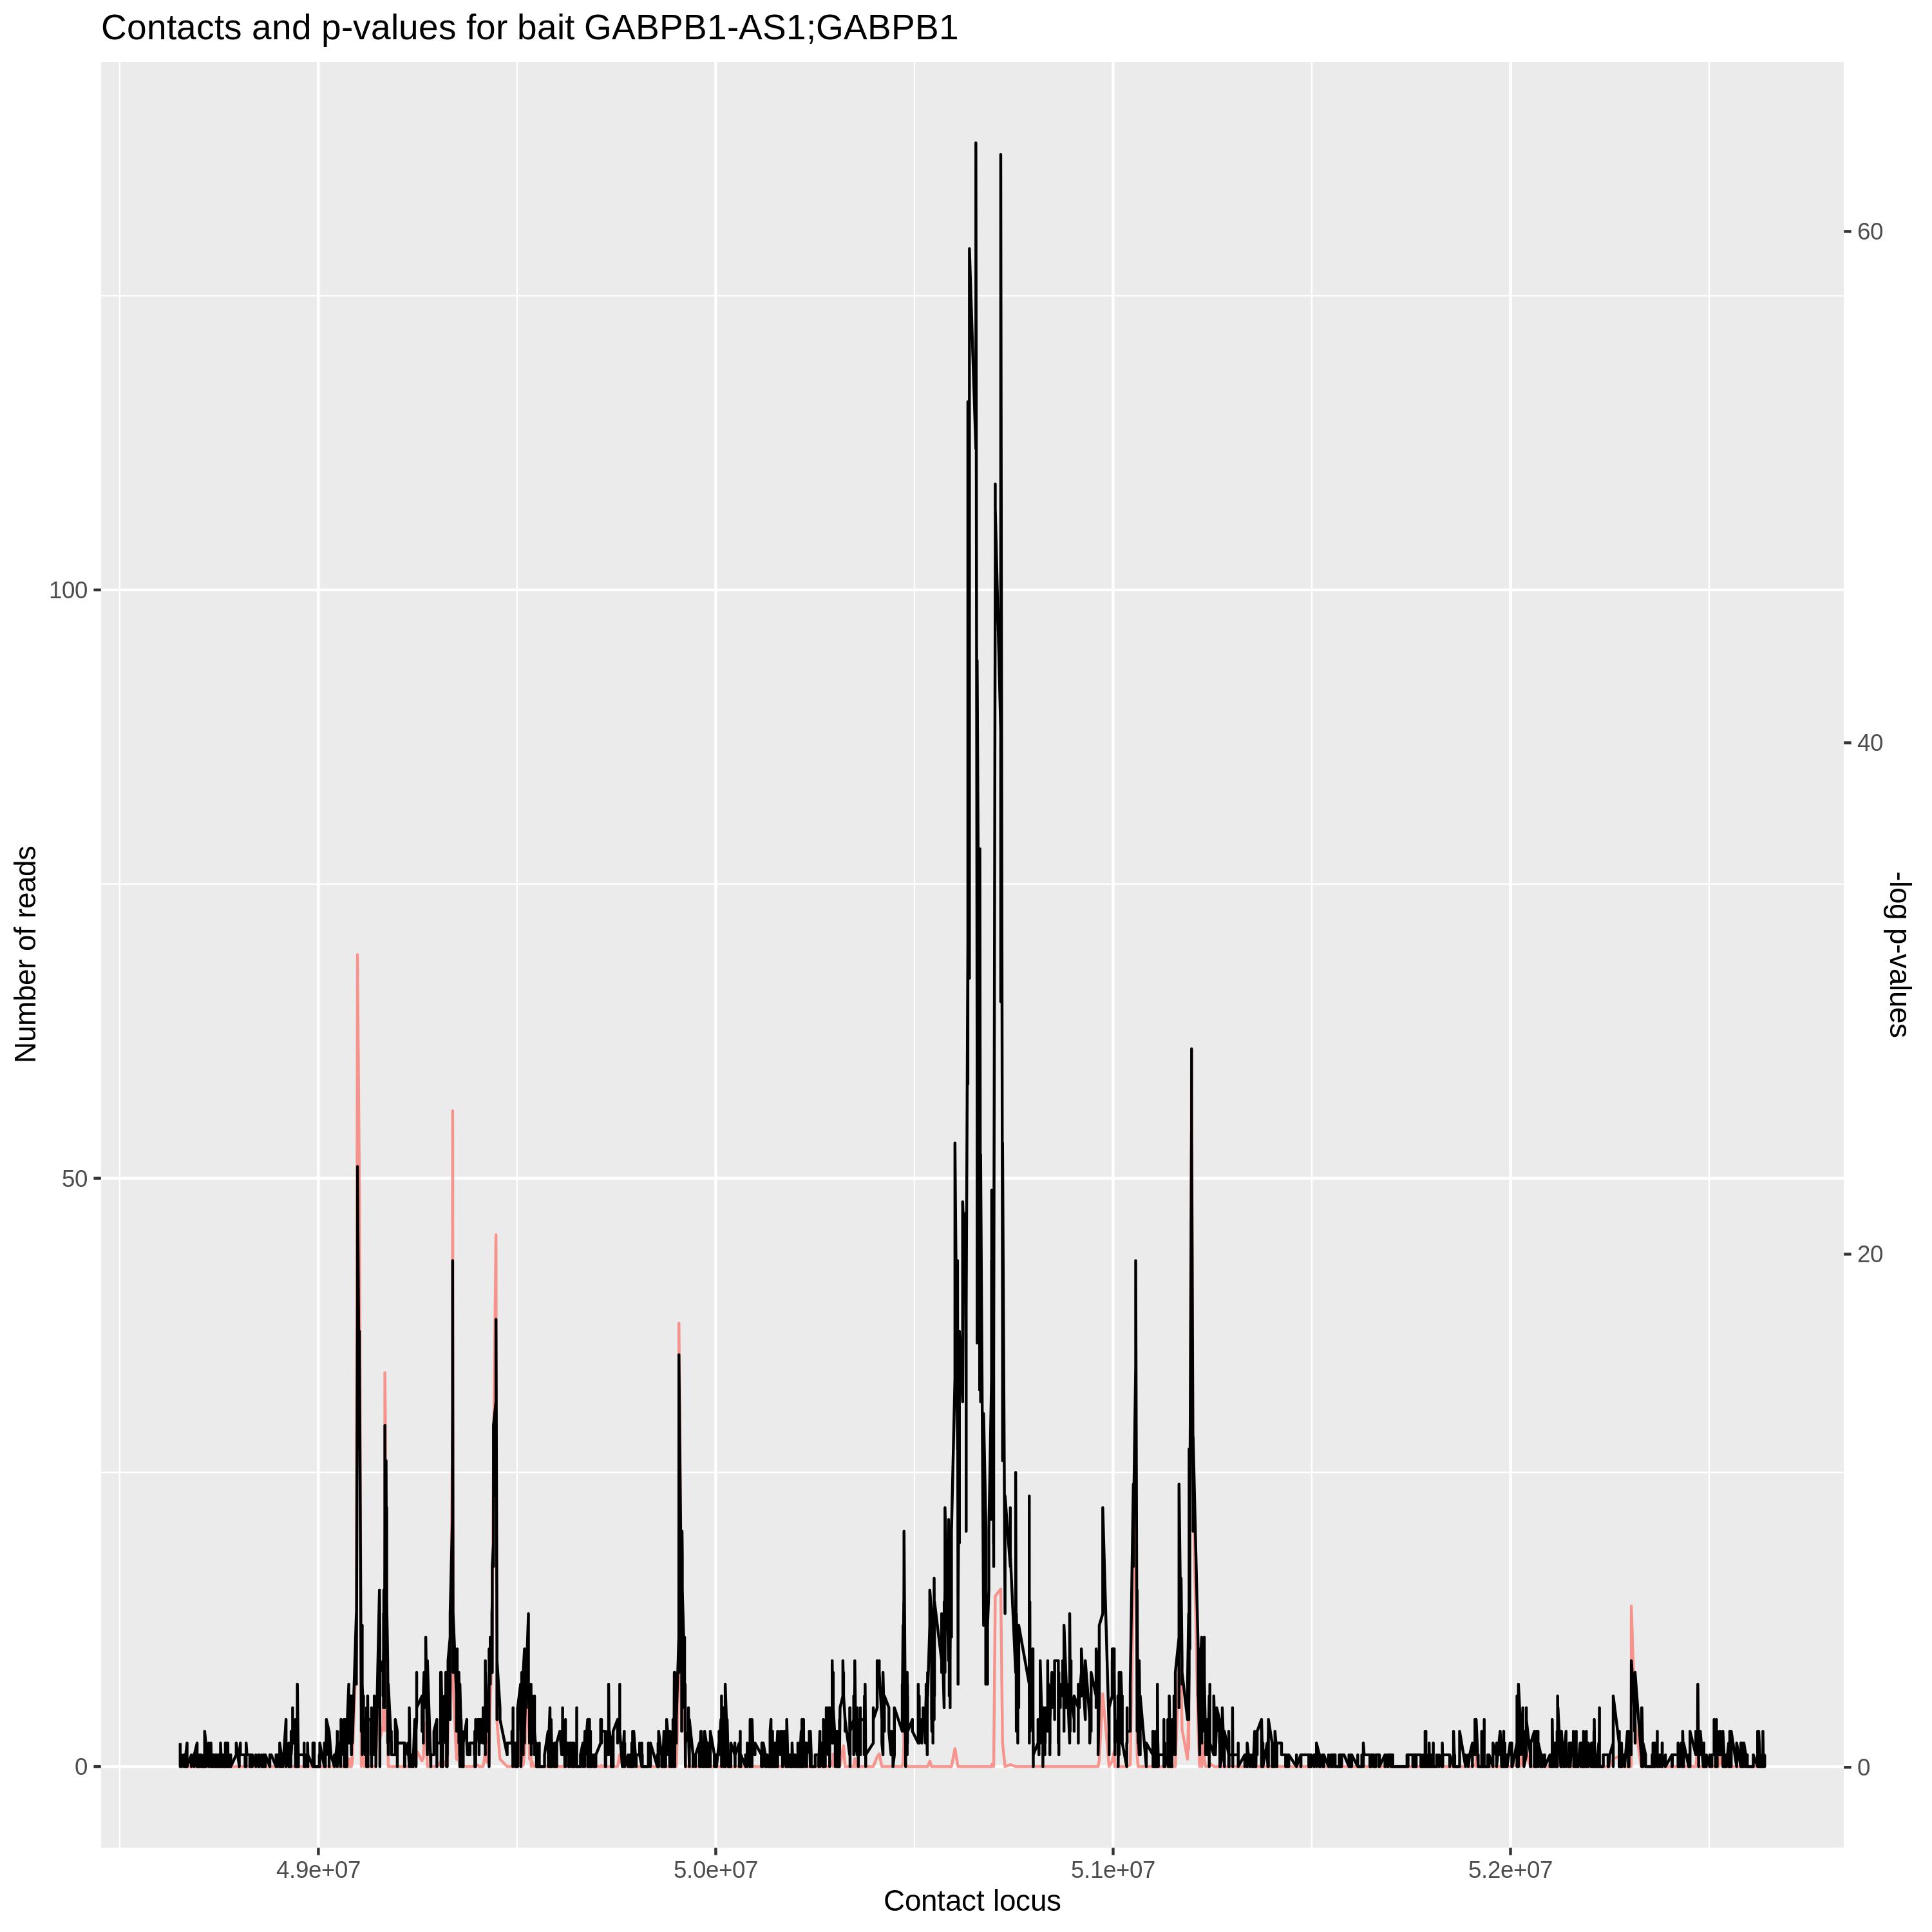 Contacts and p-values for bait GABPB1-AS1;GABPB1
Number of reads
100
50
0
60
40
20
0
-log p-values
4.9e+07
5.0e+07
5.1e+07
5.2e+07
Contact locus